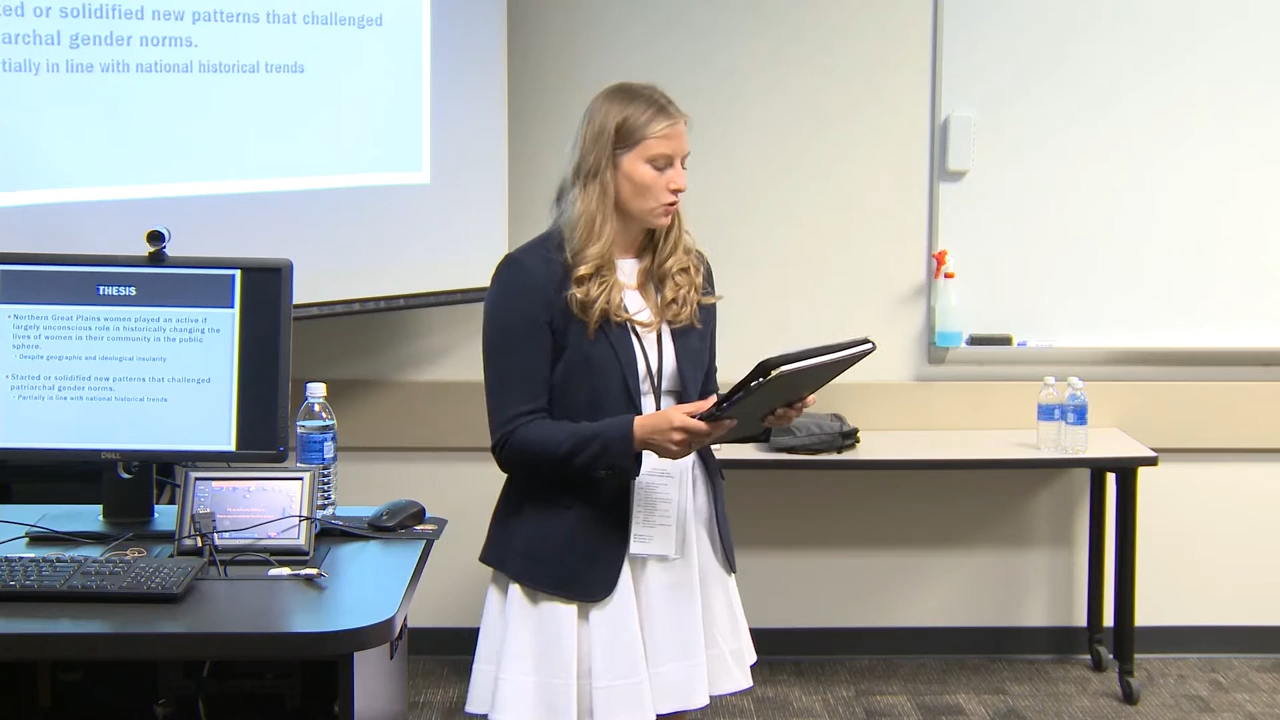 ted or solidified new patterns that challenged
iarchal gender norms.
tially in line with national historical trends
THESIS
Northern Great Plains women played an active if
largely unconscious role in historically changing the
lives of women in their community in the public
sphere.
Despite geographic and ideological insularity
Started or solidified new patterns that challenged
patriarchal gender norms.
Partially in line with national historical trends
DELL